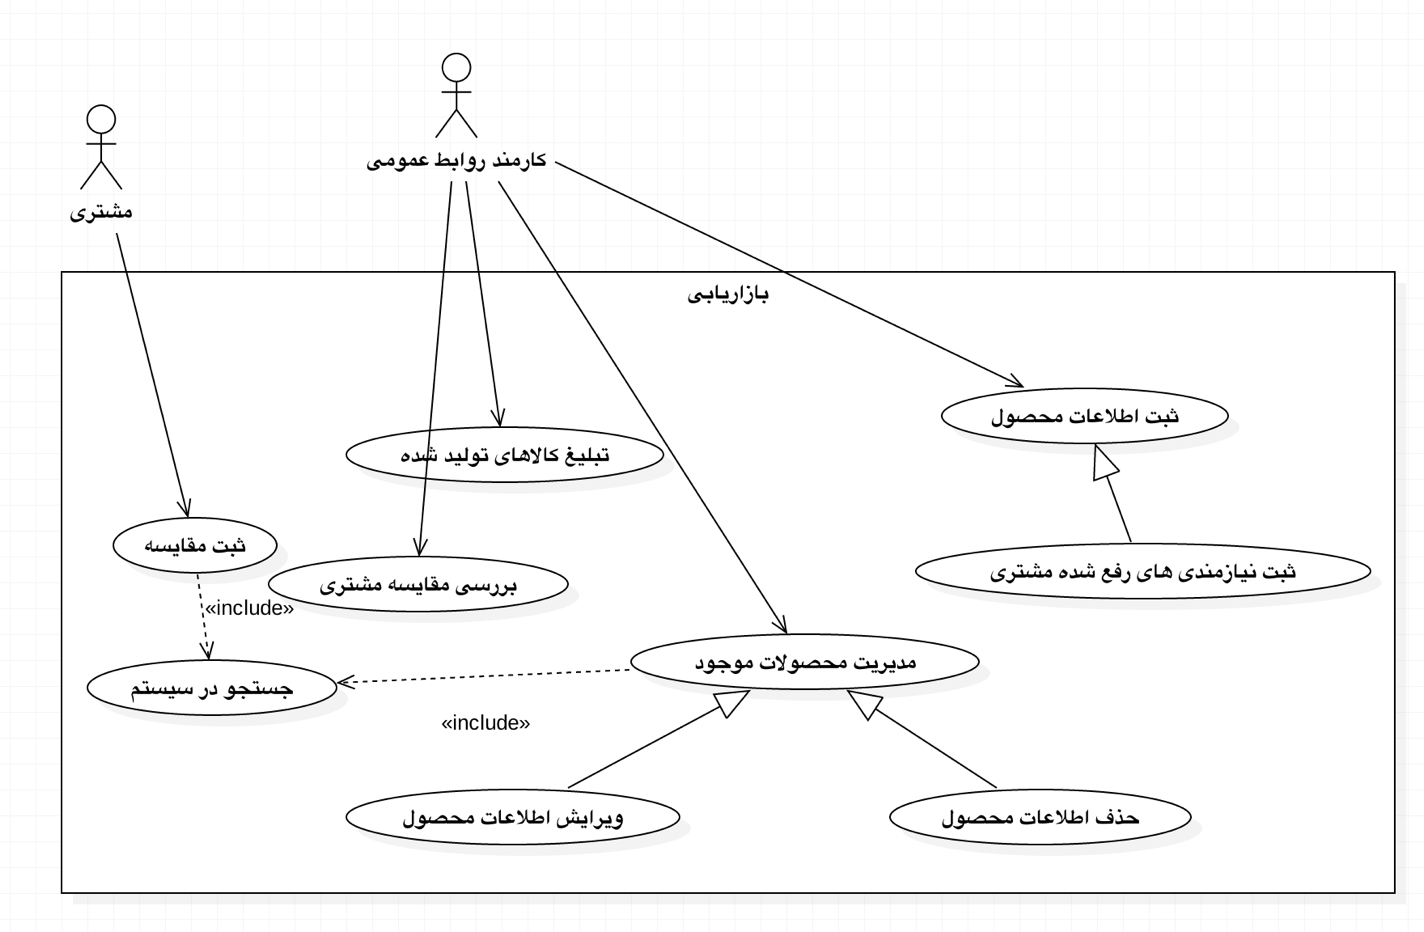 کارمند روابط عمومی
مشتری
بازاریابی
ثبت اطلاعات محصول
تبلیغ کالاهای تولید شده
ثبت مقایسه
ثبت نیازمندی های رفع شده مشتری
بررسی مقایسه مشتری
«include»
مدیریت محصولات موجود
جستجو در سیستم
«include»
حذف اطلاعات محصول
ویرایش اطلاعات محصول